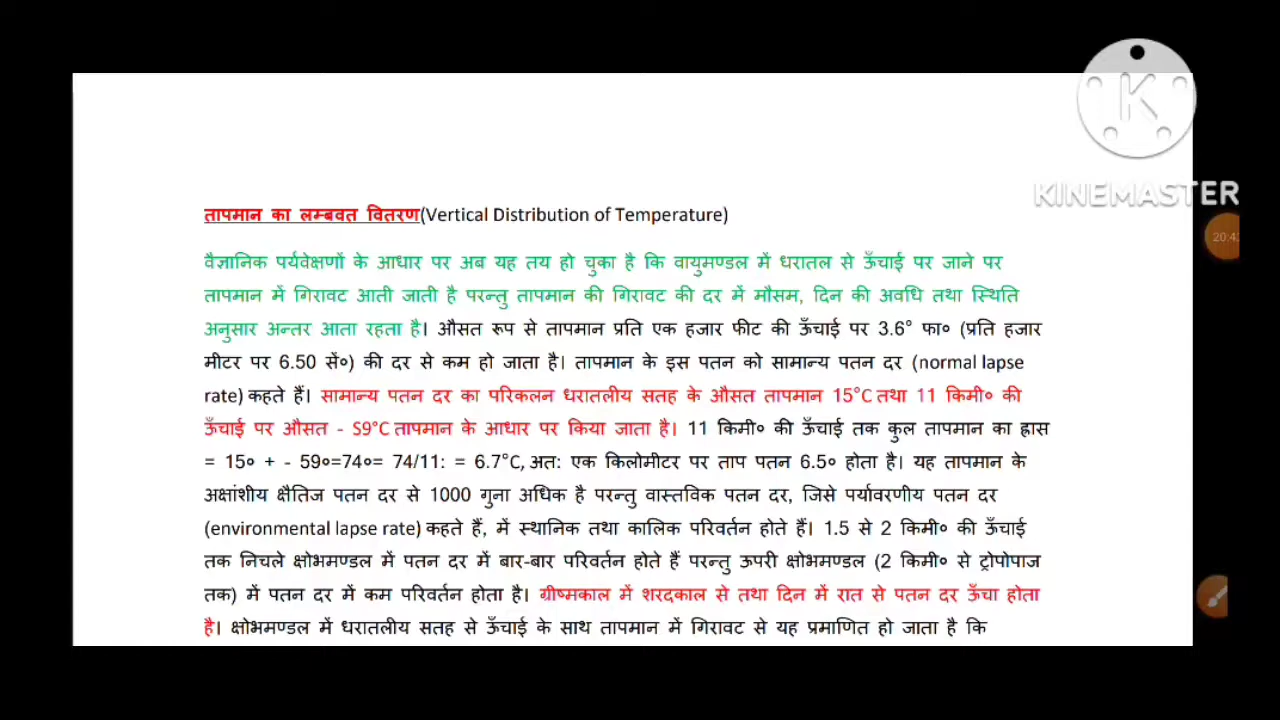 KINEMASTER
तापमान का लम्बवत वितरण(Vertical Distribution of Temperature)
20:4
वैज्ञानिक पर्यवेक्षणों के आधार पर अब यह तय हो चुका है कि वायुमण्डल में धरातल से ऊँचाई पर जाने पर
तापमान में गिरावट आती जाती है परन्तु तापमान की गिरावट की दर में मौसम, दिन की अवधि तथा स्थिति
अनुसार अन्तर आता रहता है। औसत रूप से तापमान प्रति एक हजार फीट की ऊँचाई पर 3.6° फा० (प्रति हजार
मीटर पर 6.50 सें०) की दर से कम हो जाता है। तापमान के इस पतन को सामान्य पतन दर (normal lapse
rate) कहते हैं। सामान्य पतन दर का परिकलन धरातलीय सतह के औसत तापमान 15°C तथा 11 किमी० की
ऊँचाई पर औसत - S9°C तापमान के आधार पर किया जाता है। 11 किमी० की ऊँचाई तक कुल तापमान का ह्रास
= 15० + - 59०=74०= 74/11: = 6.7°C, अत: एक किलोमीटर पर ताप पतन 6.5० होता है। यह तापमान के
अक्षांशीय क्षैतिज पतन दर से 1000 गुना अधिक है परन्तु वास्तविक पतन दर, जिसे पर्यावरणीय पतन दर
(environmental lapse rate) कहते हैं, में स्थानिक तथा कालिक परिवर्तन होते हैं। 1.5 से 2 किमी० की ऊँचाई
तक निचले क्षोभमण्डल में पतन दर में बार-बार परिवर्तन होते हैं परन्तु ऊपरी क्षोभमण्डल (2 किमी० से ट्रोपोपाज
तक) में पतन दर में कम परिवर्तन होता है। ग्रीष्मकाल में शरदकाल से तथा दिन में रात से पतन दर ऊँचा होता
है। क्षोभमण्डल में धरातलीय सतह से ऊँचाई के साथ तापमान में गिरावट से यह प्रमाणित हो जाता है कि